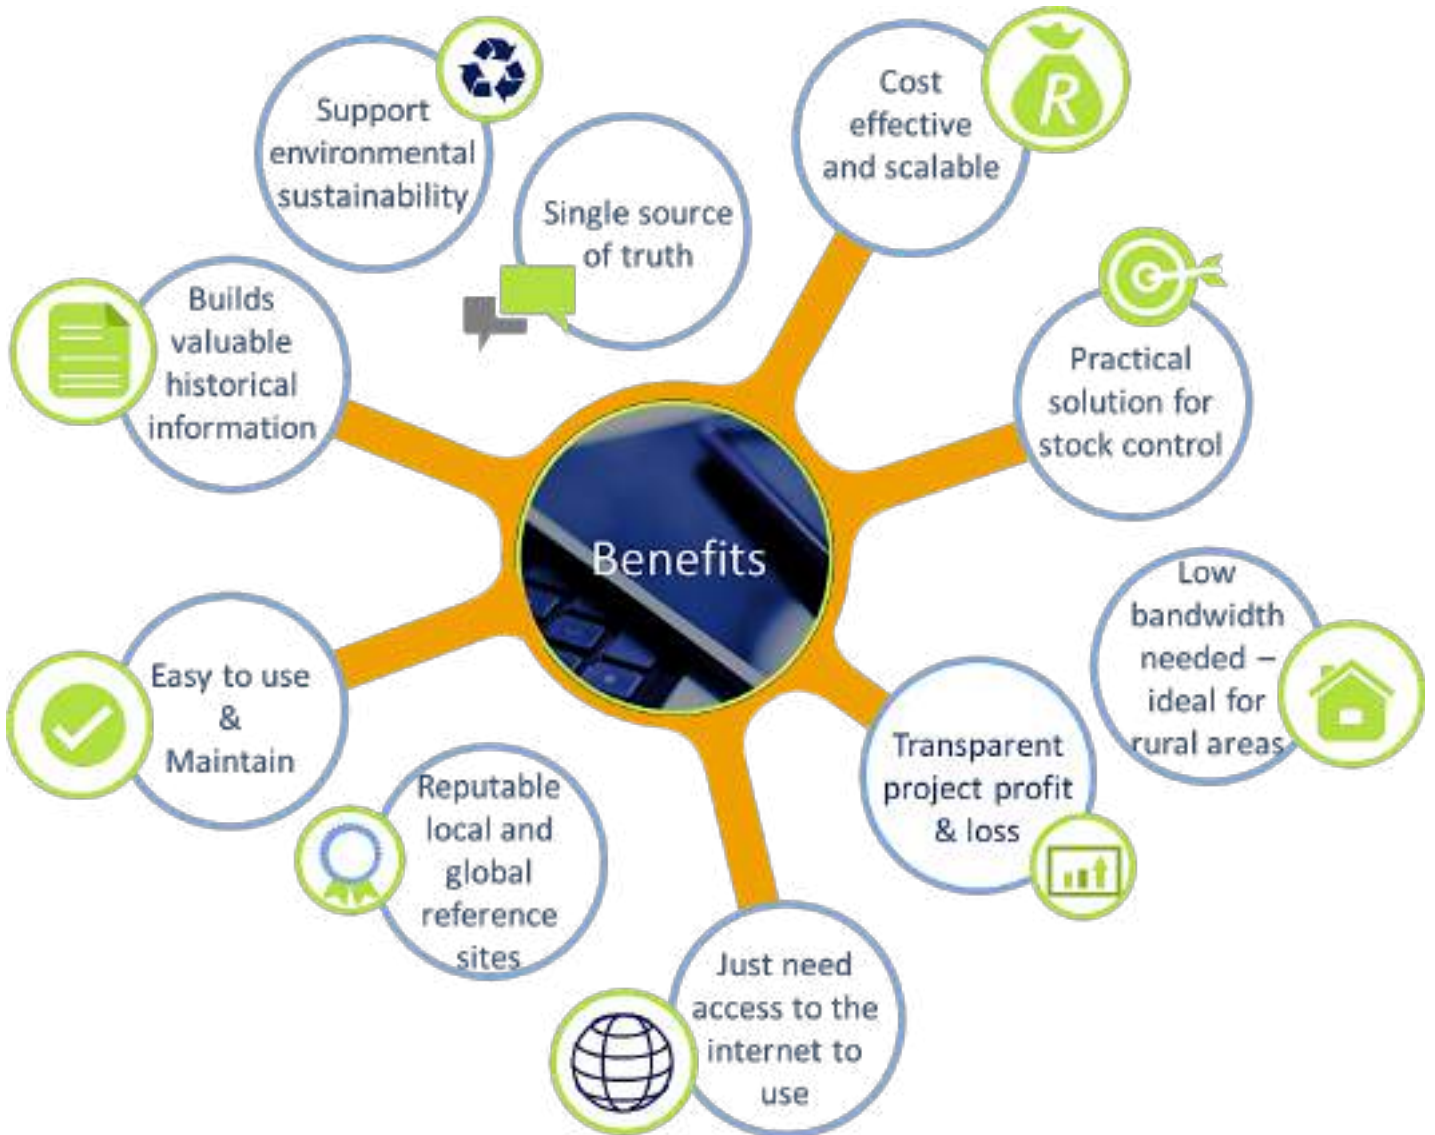 Support
environmental
sustainability
Single source
of truth
Cost
effective
and scalable
R
Builds
valuable
historical
information
Practical
solution for
stock control
Benefits
Low
bandwidth
needed –
ideal for
rural areas
Easy to use
&
Maintain
Transparent
project profit
& loss
Reputable
local and
global
reference
sites
Just need
access to the
internet to
use